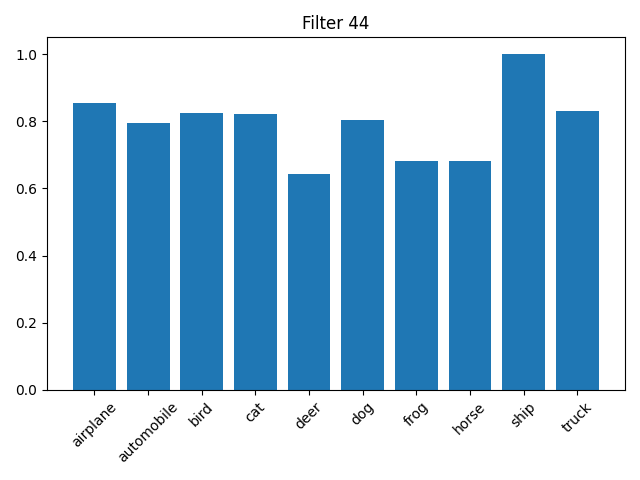 Filter 44
1.0
0.8
0.6
0.4
0.2
0.0
airplane
automobile
bird
cat
deer
dog
frog
horse
ship
truck